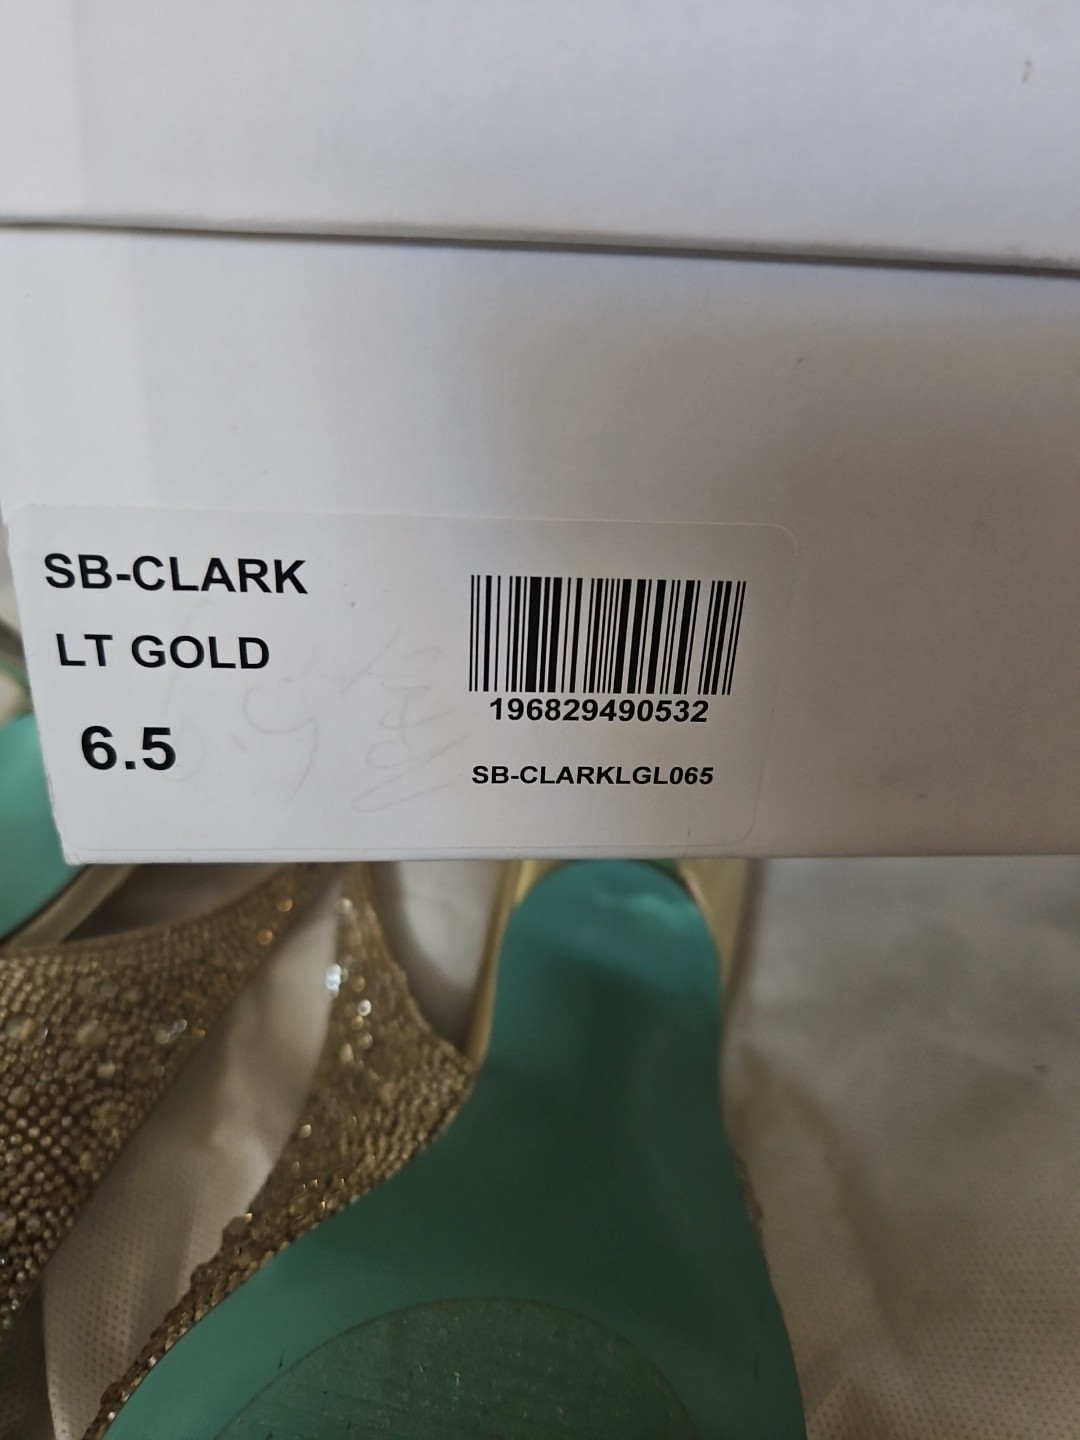 SB-CLARK
LT GOLD
6.5
196829490532
SB-CLARKLGL065